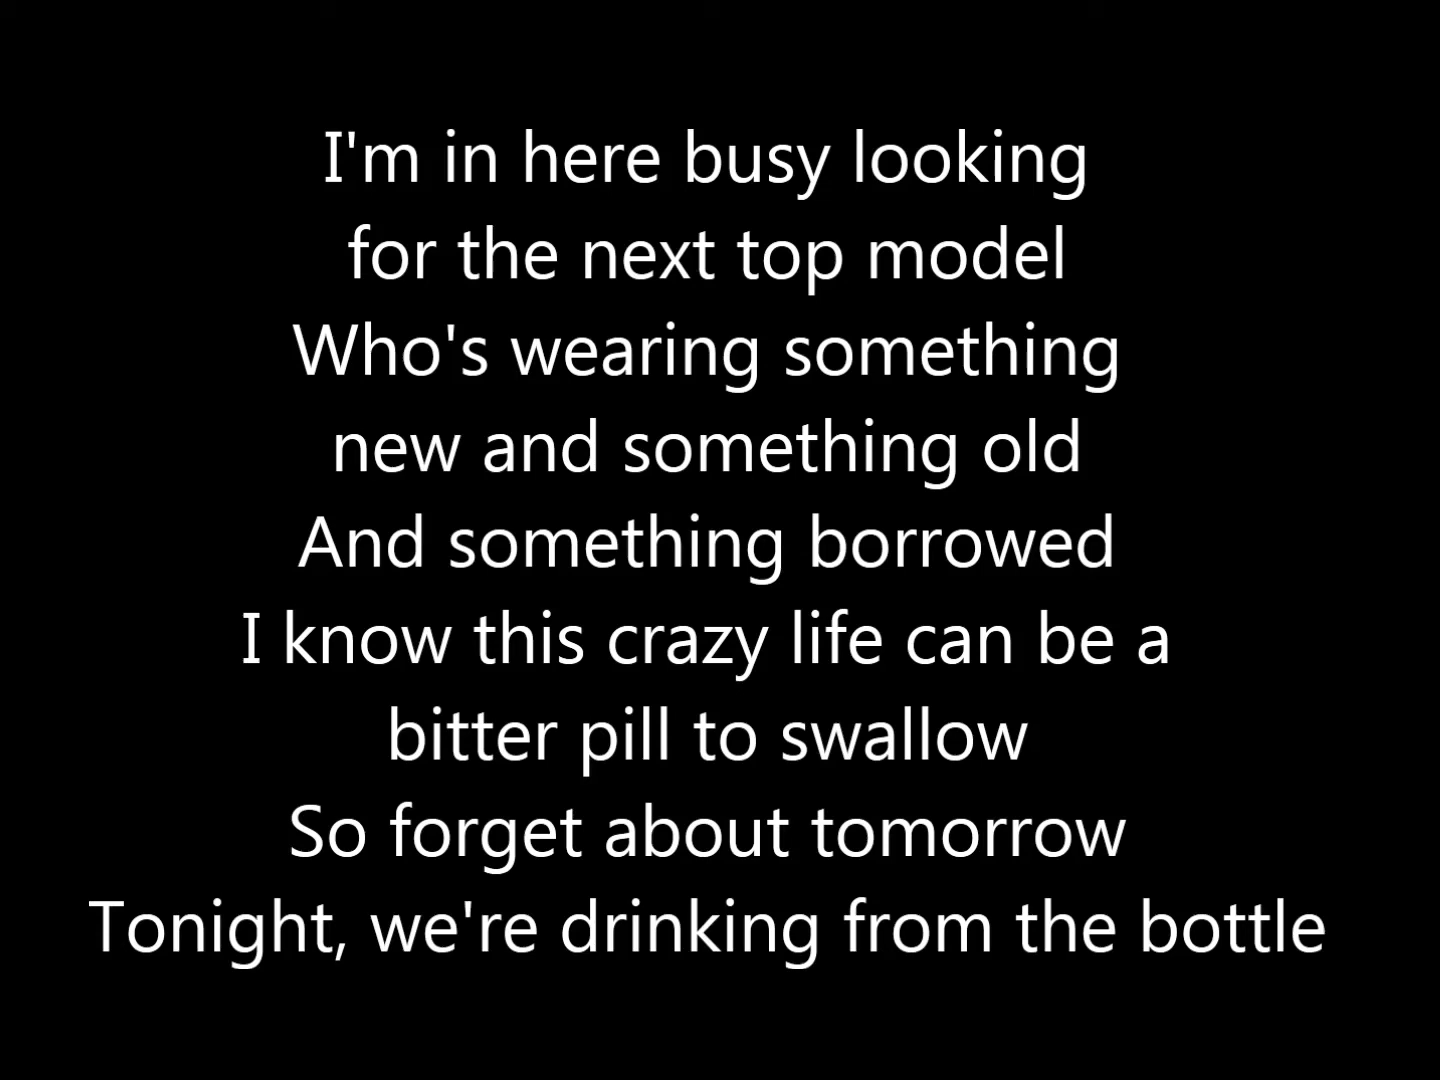 I'm in here busy looking
for the next top model
Who's wearing something
new and something old
And something borrowed
I know this crazy life can be a
bitter pill to swallow
So forget about tomorrow
Tonight, we're drinking from the bottle